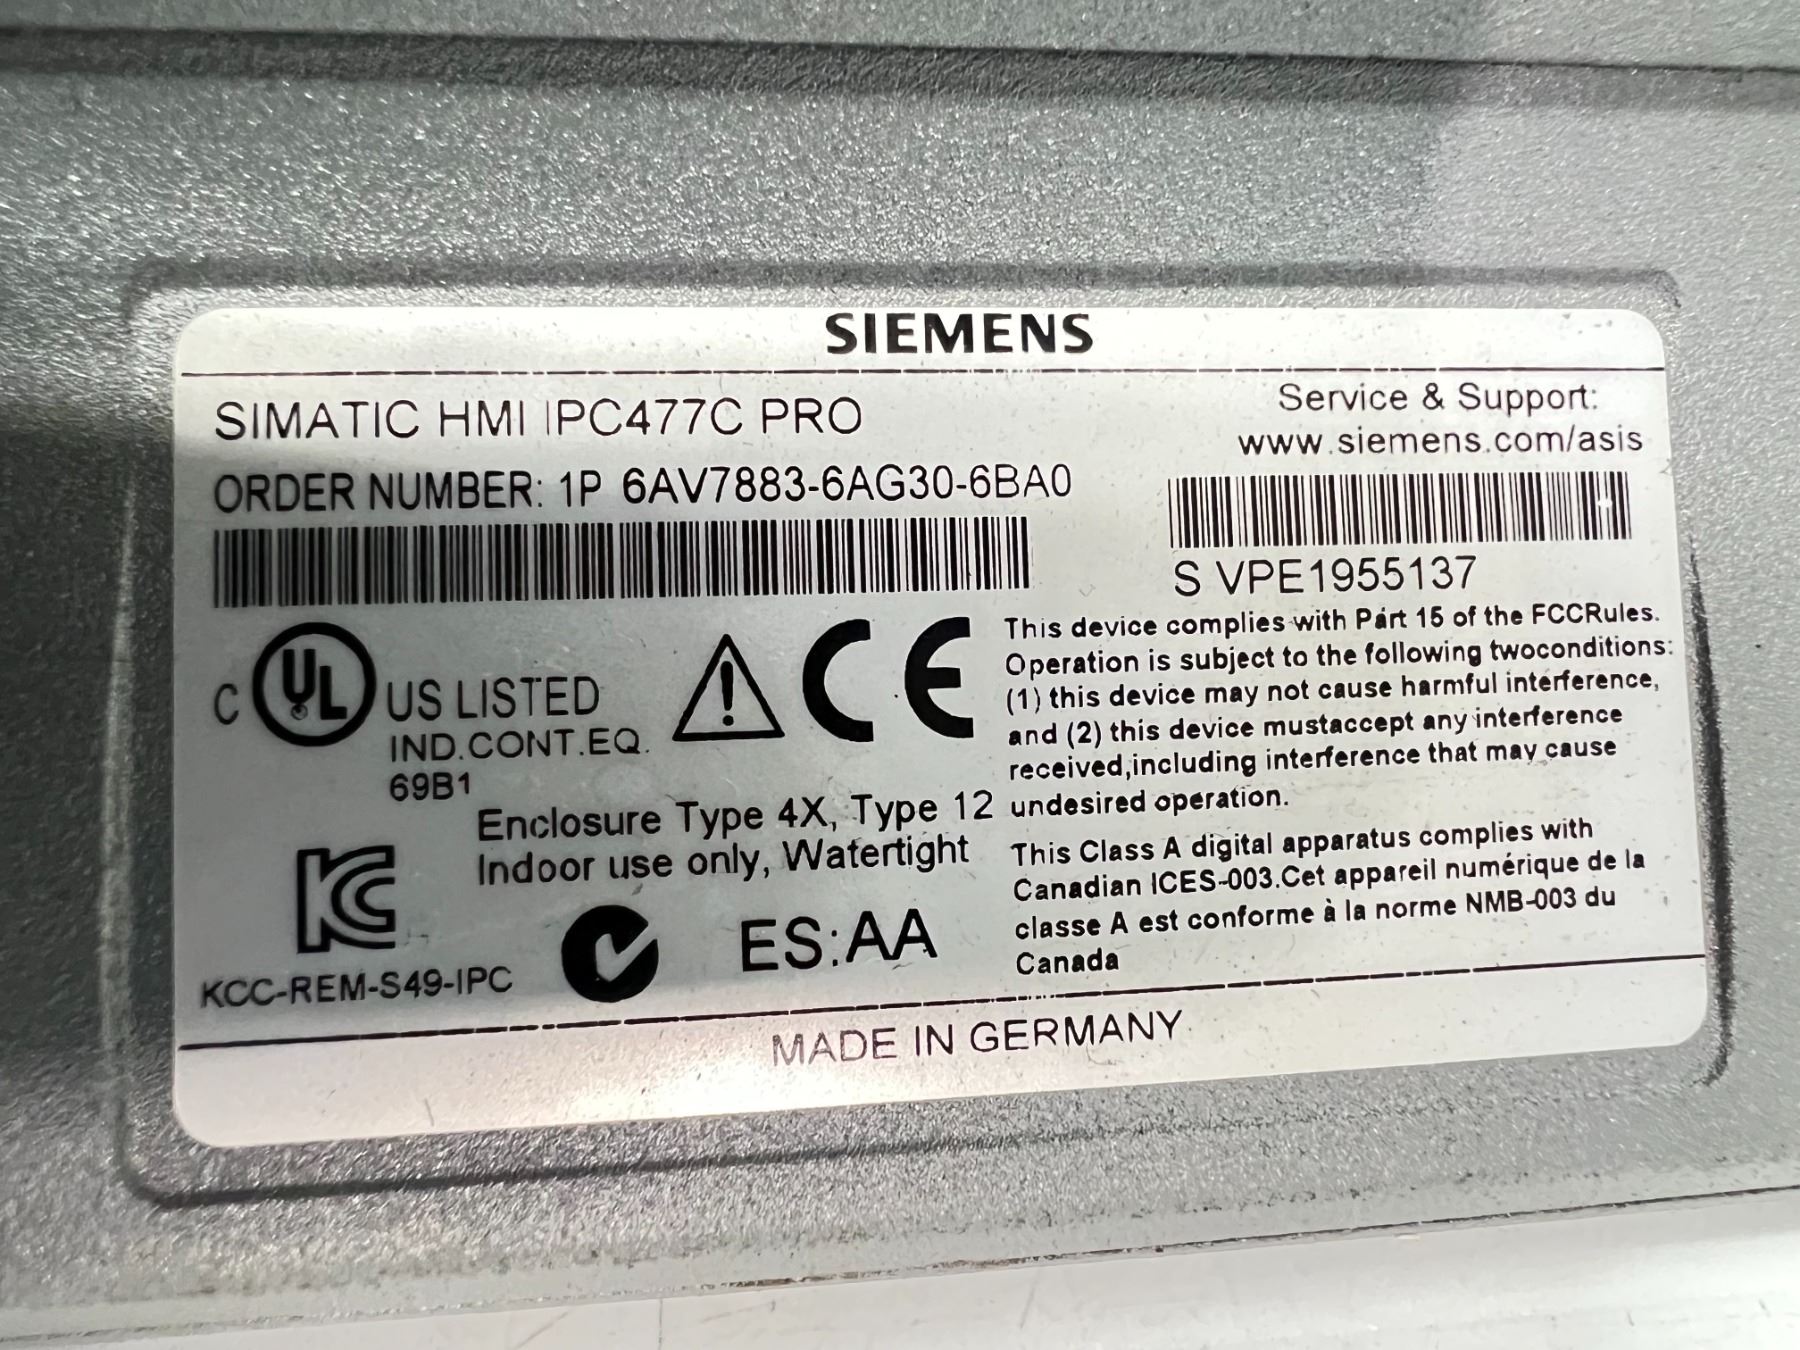 SIEMENS
SIMATIC HMI IPC477C PRO
Service & Support:
www.siemens.com/asis
ORDER NUMBER: 1P 6AV7883-6AG30-6BA0
S VPE1955137
C UL US LISTED
IND.CONT.EQ.
69B1
CE
Enclosure Type 4X, Type 12
Indoor use only, Watertight
KC
KCC-REM-S49-IPC
ES:AA
This device complies with Part 15 of the FCCRules.
Operation is subject to the following twoconditions:
(1) this device may not cause harmful interference,
and (2) this device mustaccept any interference
received,including interference that may cause
undesired operation.
This Class A digital apparatus complies with
Canadian ICES-003.Cet appareil numérique de la
classe A est conforme à la norme NMB-003 du
Canada
MADE IN GERMANY